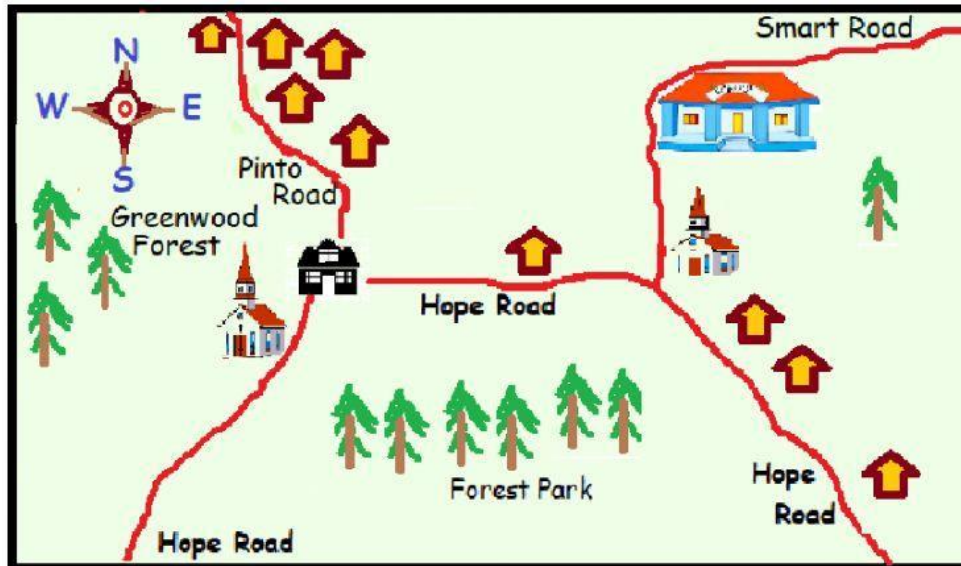 Smart Road
N
W
E
S
Pinto
Road
Greenwood
Forest
Hope Road
Forest Park
Hope
Road
Hope Road